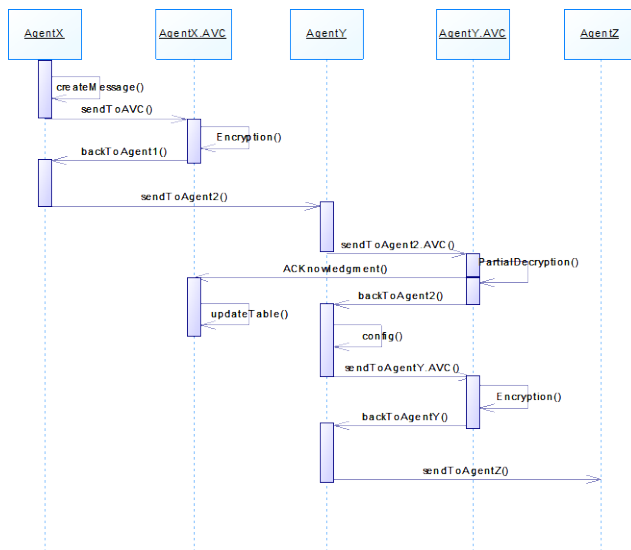 AgentX
AgentX.AVC
AgentY
AgentY.AVC
AgentZ
createMessage()
sendToAVC()
Encryption()
backToAgent1()
sendToAgent2()
sendToAgent2.AVC()
PartialDecryption()
ACKnowledgment()
backToAgent2()
updateTable()
config()
sendToAgentY.AVC()
Encryption()
backToAgentY()
sendToAgentZ()